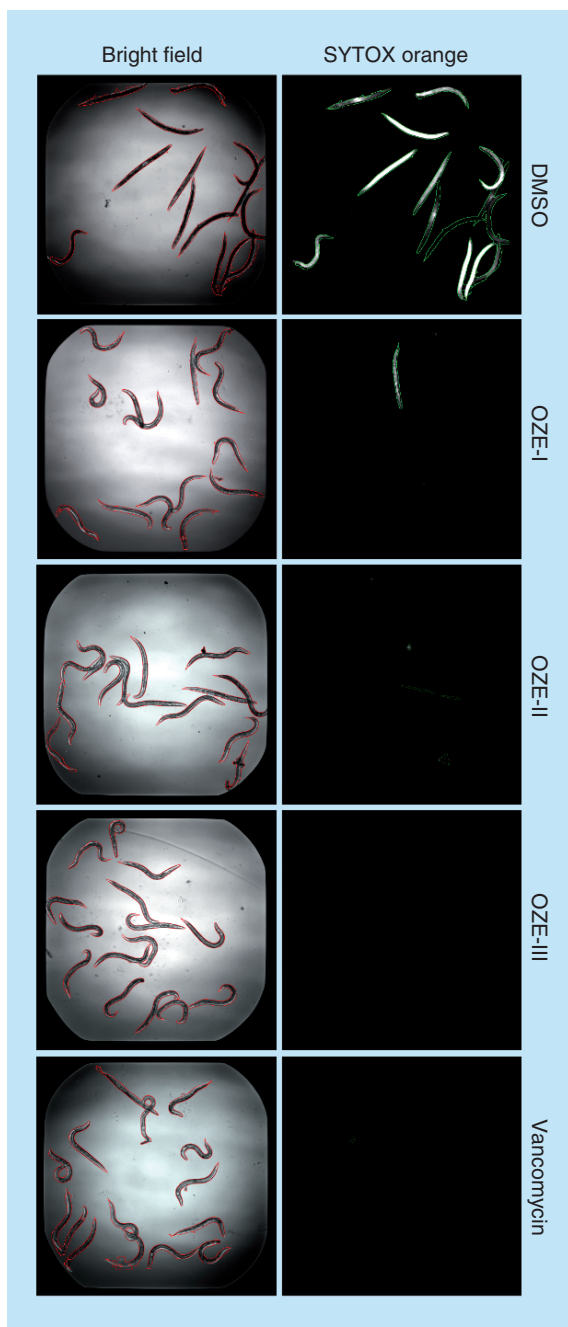 Bright field
SYTOX orange
DMSO
OZE-I
OZE-II
OZE-III
Vancomycin